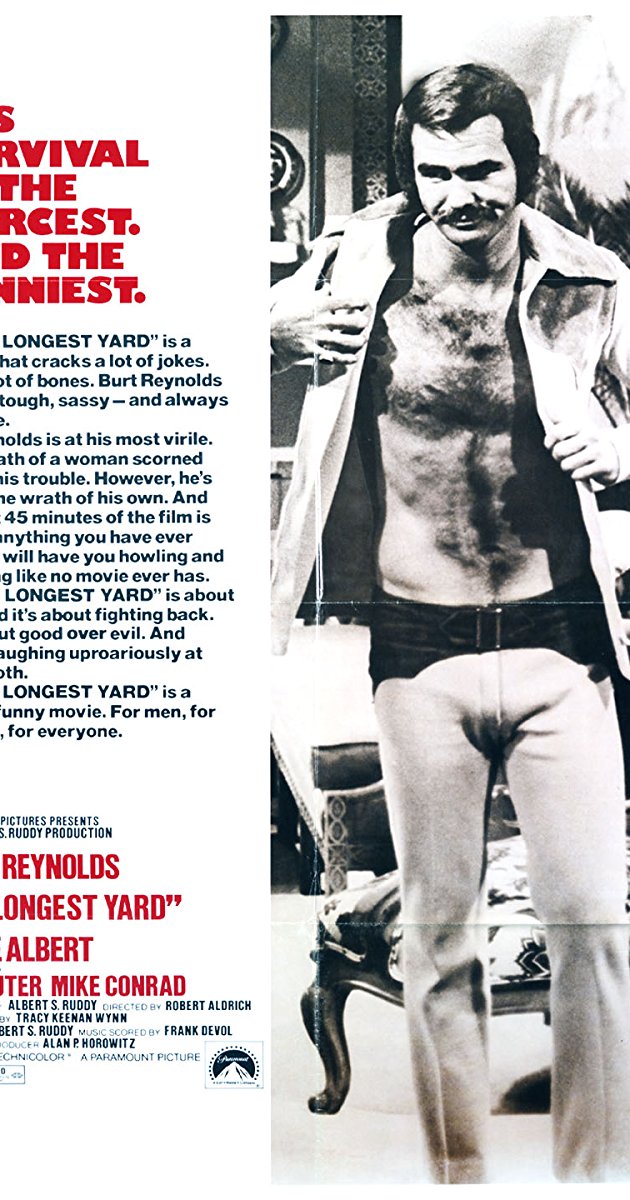 S
RVIVAL
THE
RCEST.
D THE
NNIEST.
LONGEST YARD” is a
hat cracks a lot of jokes.
ot of bones. Burt Reynolds
tough, sassy — and always
e.
nolds is at his most virile.
ath of a woman scorned
his trouble. However, he's
he wrath of his own. And
45 minutes of the film is
anything you have ever
will have you howling and
g like no movie ever has.
LONGEST YARD” is about
d it's about fighting back.
ut good over evil. And
aughing uproariously at
oth.
LONGEST YARD” is a
funny movie. For men, for
, for everyone.
PICTURES PRESENTS
S. RUDDY PRODUCTION
REYNOLDS
LONGEST YARD”
E ALBERT
UTER MIKE CONRAD
ALBERT S. RUDDY DIRECTED BY ROBERT ALDRICH
BY TRACY KEENAN WYNN
BERT S. RUDDY MUSIC SCORED BY FRANK DEVOL
ODUCER ALAN P. HOROWITZ
ECHNICOLOR® A PARAMOUNT PICTURE
Paramount